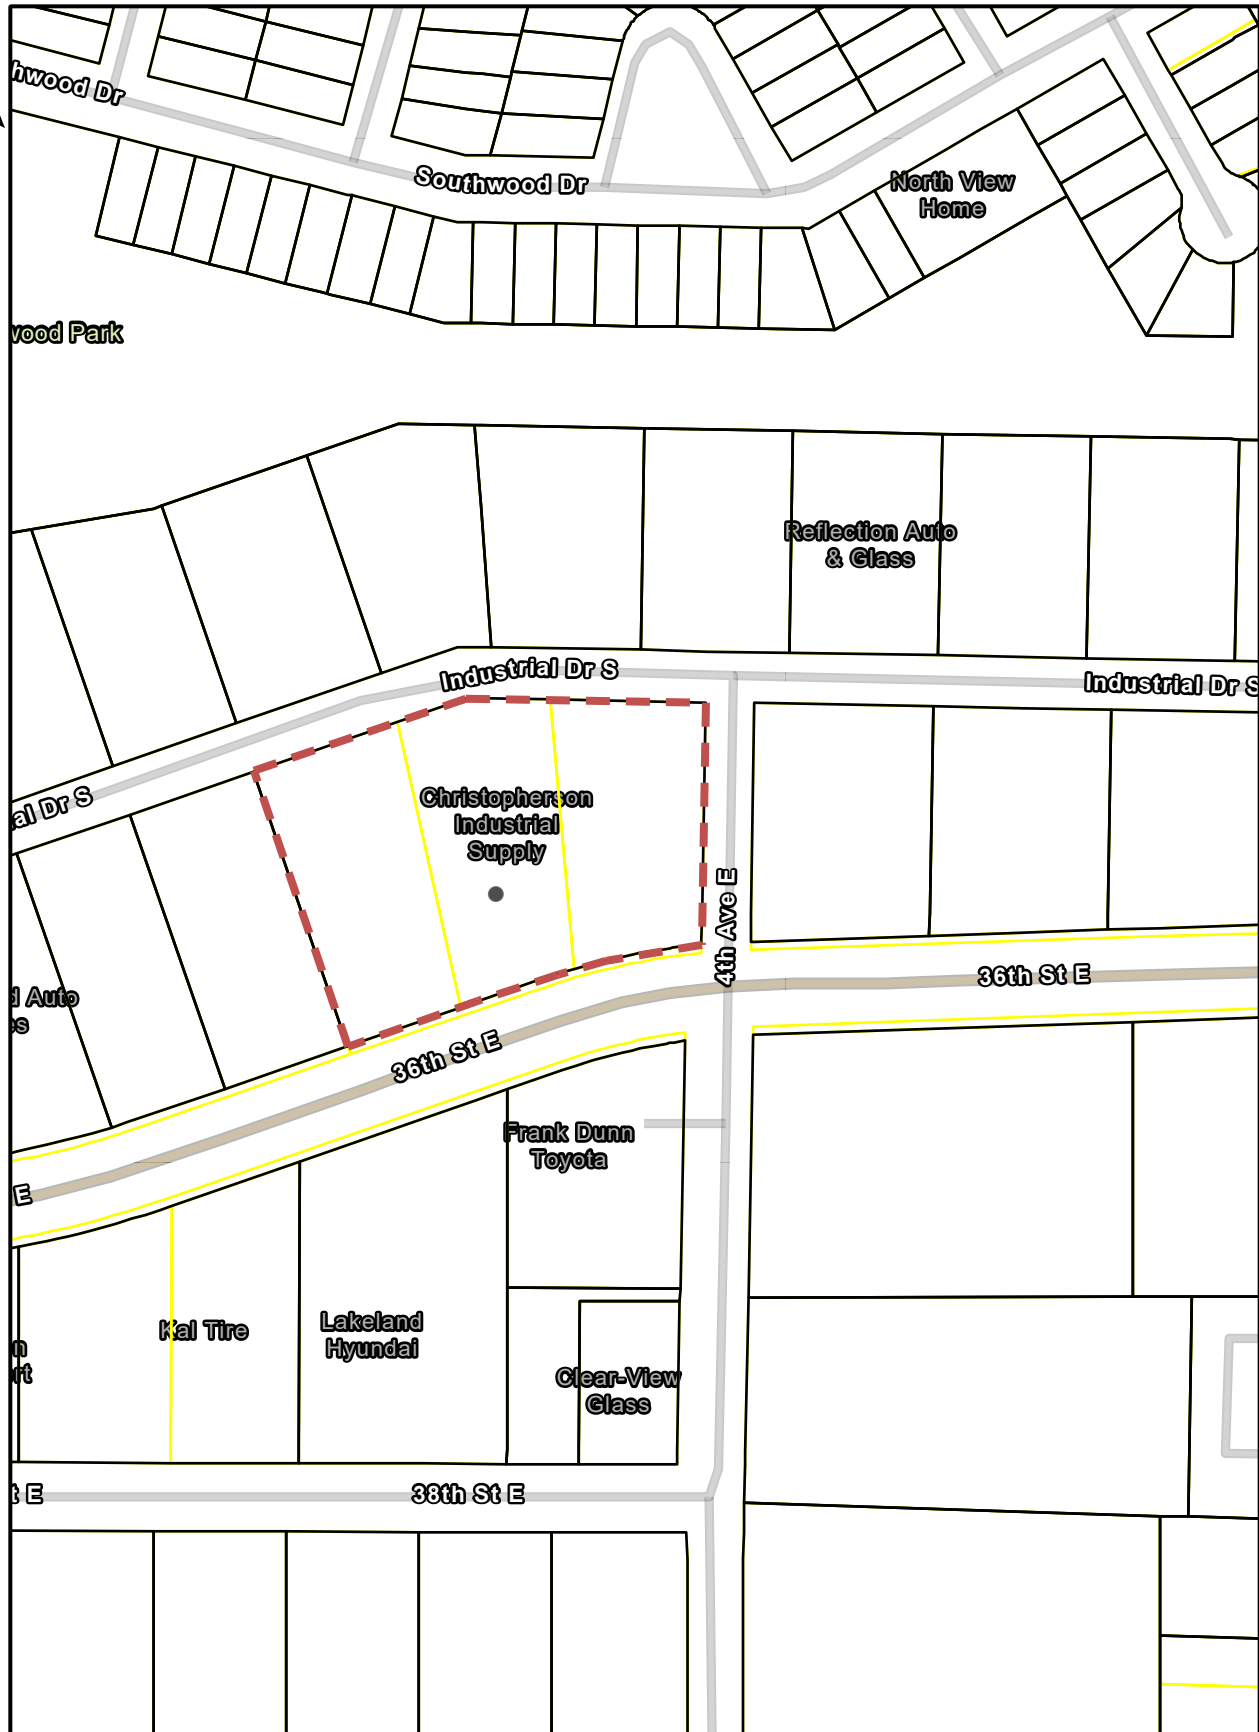 hwood Dr
Southwood Dr
North View
Home
wood Park
Reflection Auto
& Glass
Industrial Dr S
Industrial Dr S
ial Dr S
Christopherson
Industrial
Supply
4th Ave E
36th St E
d Auto
es
36th St E
Frank Dunn
Toyota
E
Kal Tire
Lakeland
Hyundai
n
rt
Clear-View
Glass
t E
38th St E